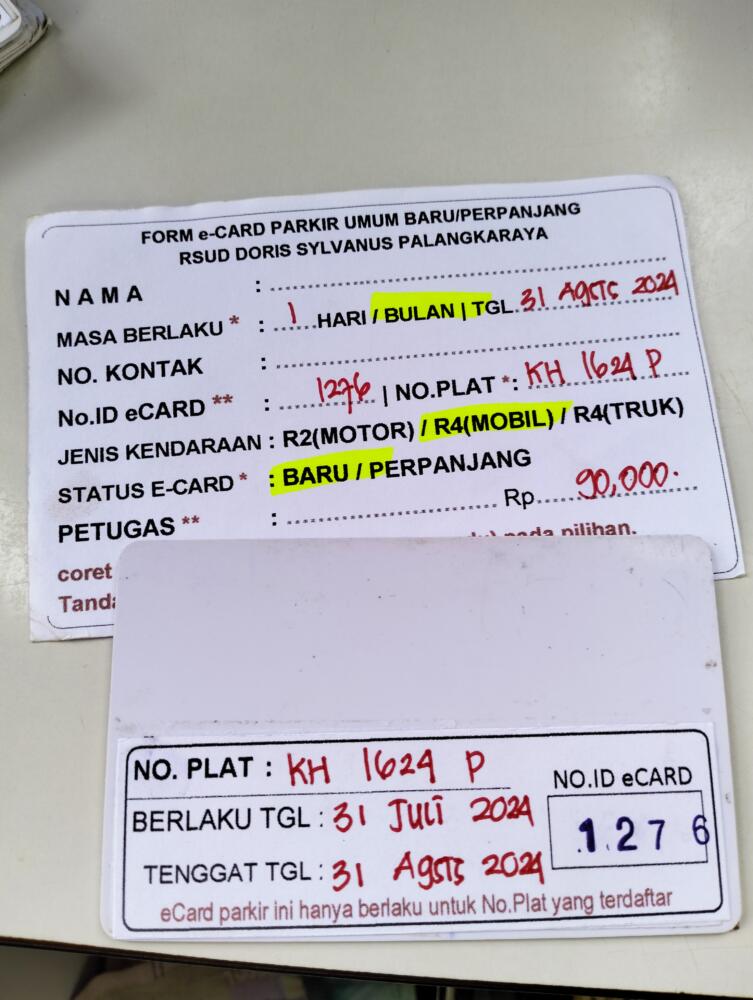 FORM e-CARD PARKIR UMUM BARU/PERPANJANG
RSUD DORIS SYLVANUS PALANGKARAYA
NAMA :
MASA BERLAKU * : 1 HARI / BULAN | TGL 31 Agsts 2024
NO. KONTAK :
No.ID eCARD ** : 1276 | NO.PLAT * : KH 1624 P
JENIS KENDARAAN : R2(MOTOR) / R4(MOBIL) / R4(TRUK)
STATUS E-CARD * : BARU / PERPANJANG
PETUGAS ** : Rp 90,000.
coret pada pilihan.
NO. PLAT : KH 1624 P
NO.ID eCARD
BERLAKU TGL : 31 Juli 2024
1276
TENGGAT TGL : 31 Agsts 2024
eCard parkir ini hanya berlaku untuk No.Plat yang terdaftar